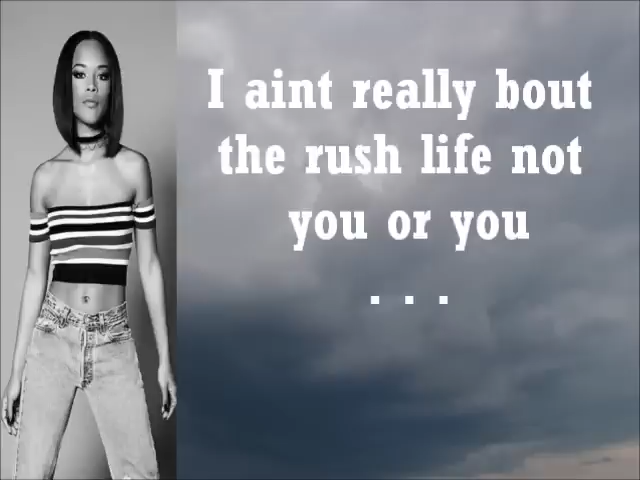 I aint really bout
the rush life not
you or you
. . .